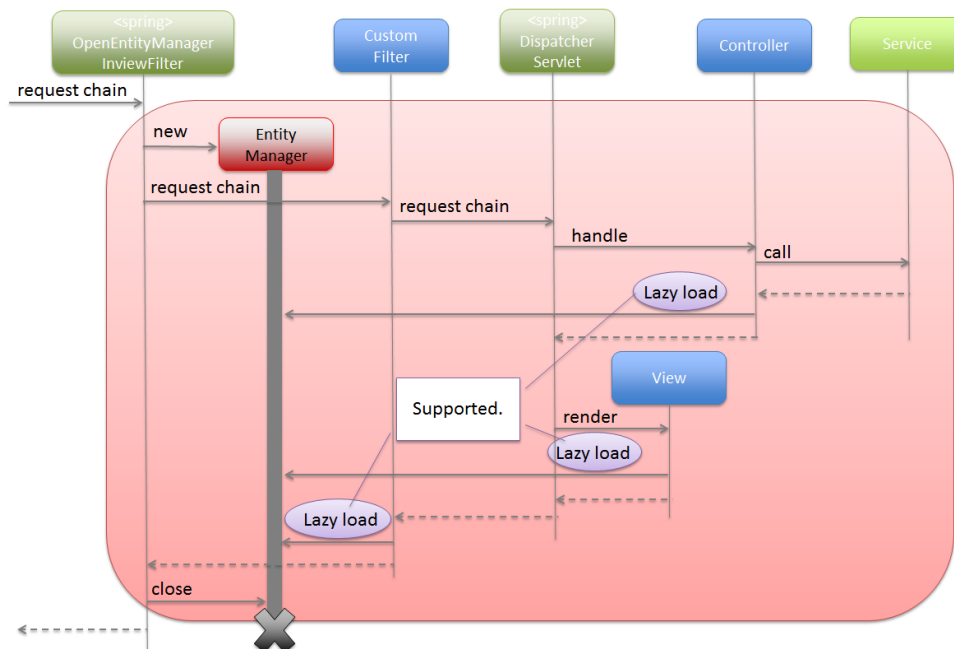 <spring>
OpenEntityManager
InviewFilter
Custom
Filter
<spring>
Dispatcher
Servlet
Controller
Service
request chain
new
Entity
Manager
request chain
request chain
handle
call
Lazy load
View
Supported.
render
Lazy load
Lazy load
close